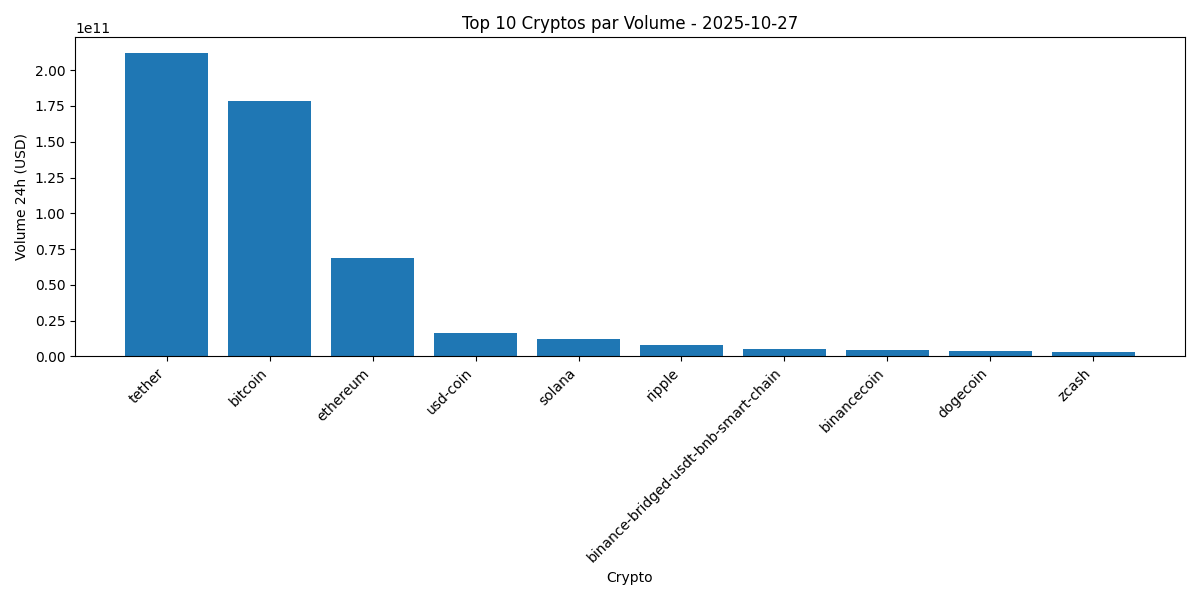 Top 10 Cryptos par Volume - 2025-10-27
1e11
Volume 24h (USD)
2.00
1.75
1.50
1.25
1.00
0.75
0.50
0.25
0.00
tether
bitcoin
ethereum
usd-coin
solana
ripple
binance-bridged-usdt-bnb-smart-chain
binancecoin
dogecoin
zcash
Crypto